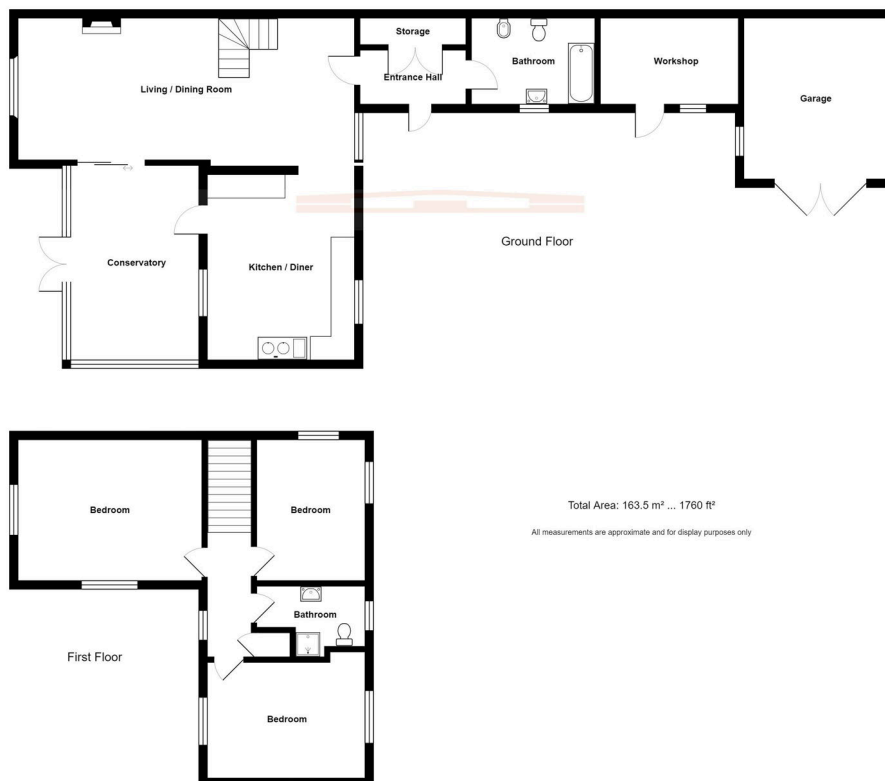 Storage
Entrance Hall
Bathroom
Workshop
Garage
Living / Dining Room
Conservatory
Kitchen / Diner
Ground Floor
Bedroom
Bedroom
Bathroom
Bedroom
First Floor
Total Area: 163.5 m² ... 1760 ft²
All measurements are approximate and for display purposes only